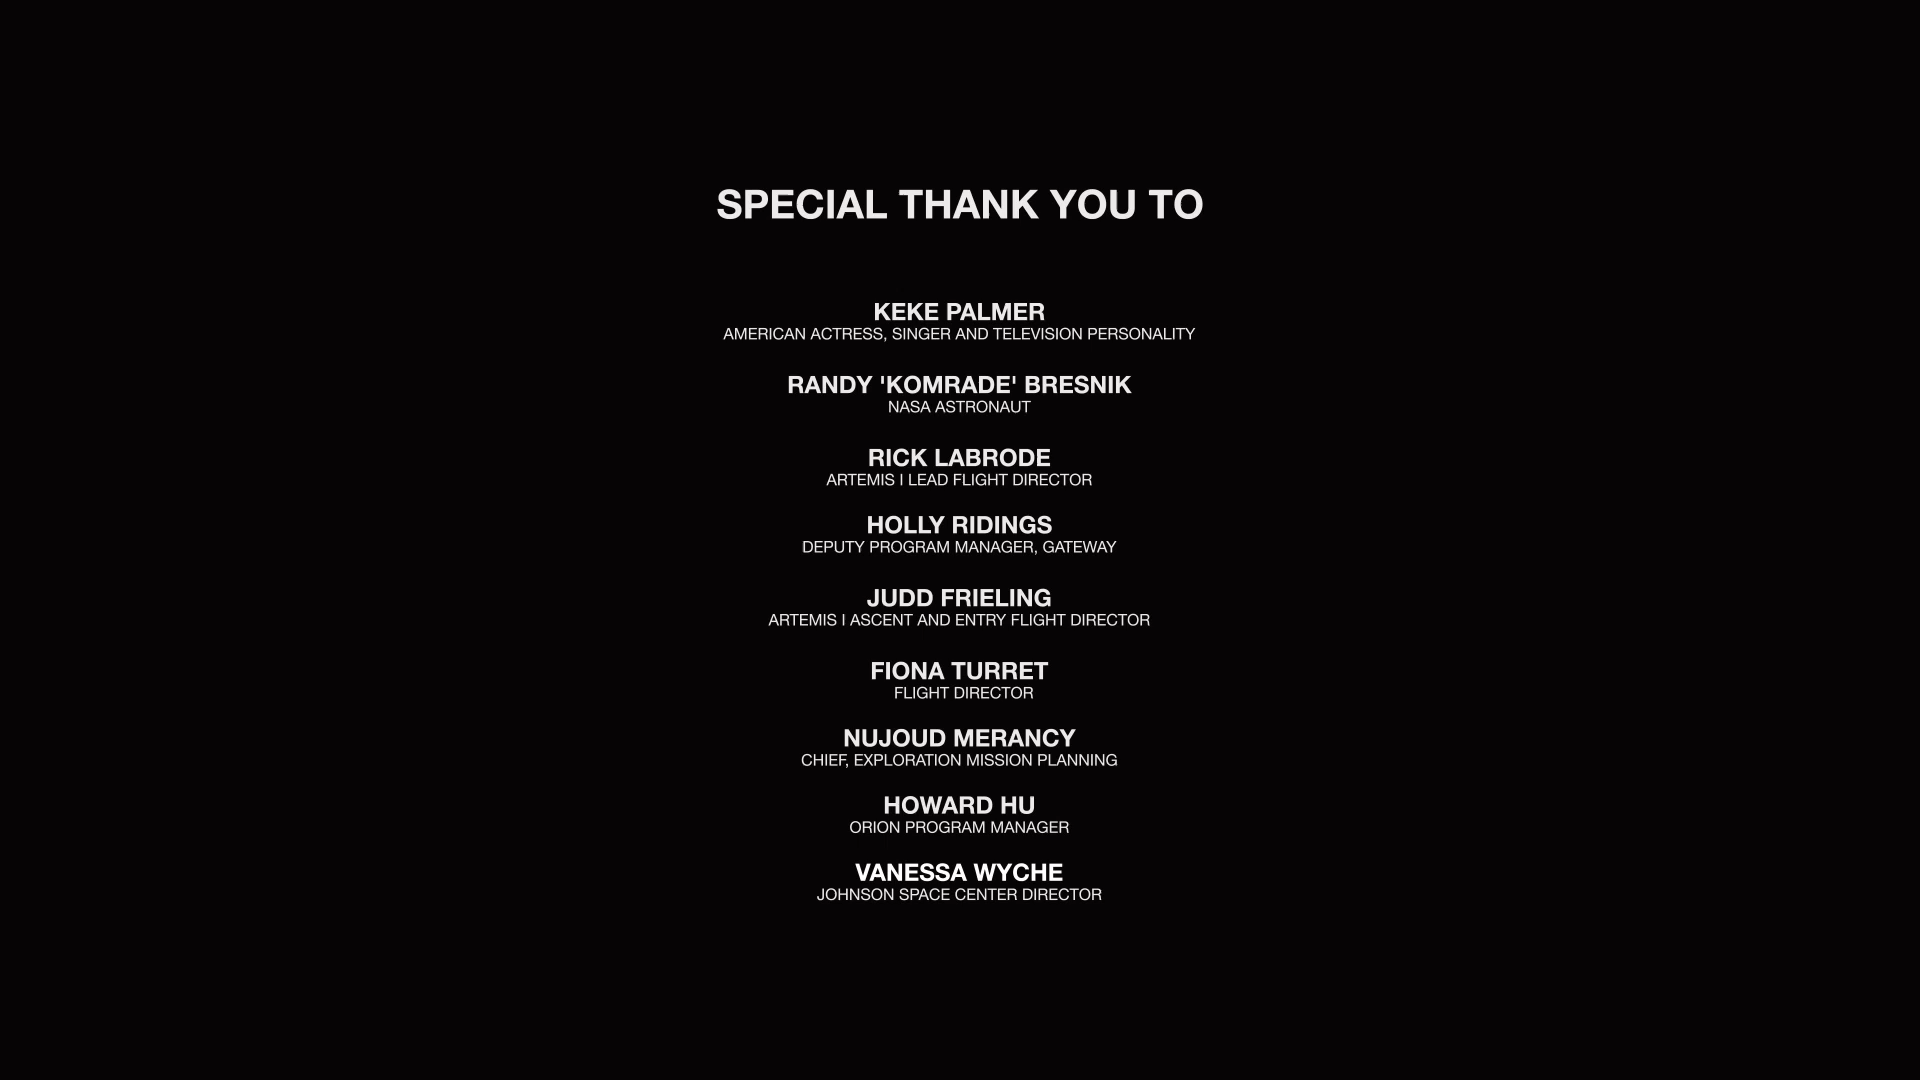 SPECIAL THANK YOU TO
KEKE PALMER
AMERICAN ACTRESS, SINGER AND TELEVISION PERSONALITY
RANDY 'KOMRADE' BRESNIK
NASA ASTRONAUT
RICK LABRODE
ARTEMIS I LEAD FLIGHT DIRECTOR
HOLLY RIDINGS
DEPUTY PROGRAM MANAGER, GATEWAY
JUDD FRIELING
ARTEMIS I ASCENT AND ENTRY FLIGHT DIRECTOR
FIONA TURRET
FLIGHT DIRECTOR
NUJOUD MERANCY
CHIEF, EXPLORATION MISSION PLANNING
HOWARD HU
ORION PROGRAM MANAGER
VANESSA WYCHE
JOHNSON SPACE CENTER DIRECTOR